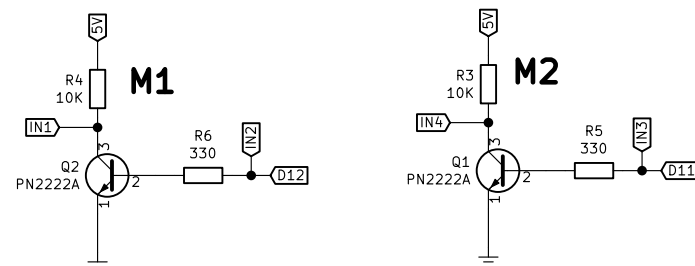 5V
R4
10K
M1
IN1
3
Q2
PN2222A
2
1
R6
330
IN2
D12
5V
R3
10K
M2
IN4
3
Q1
PN2222A
2
1
R5
330
IN3
D11